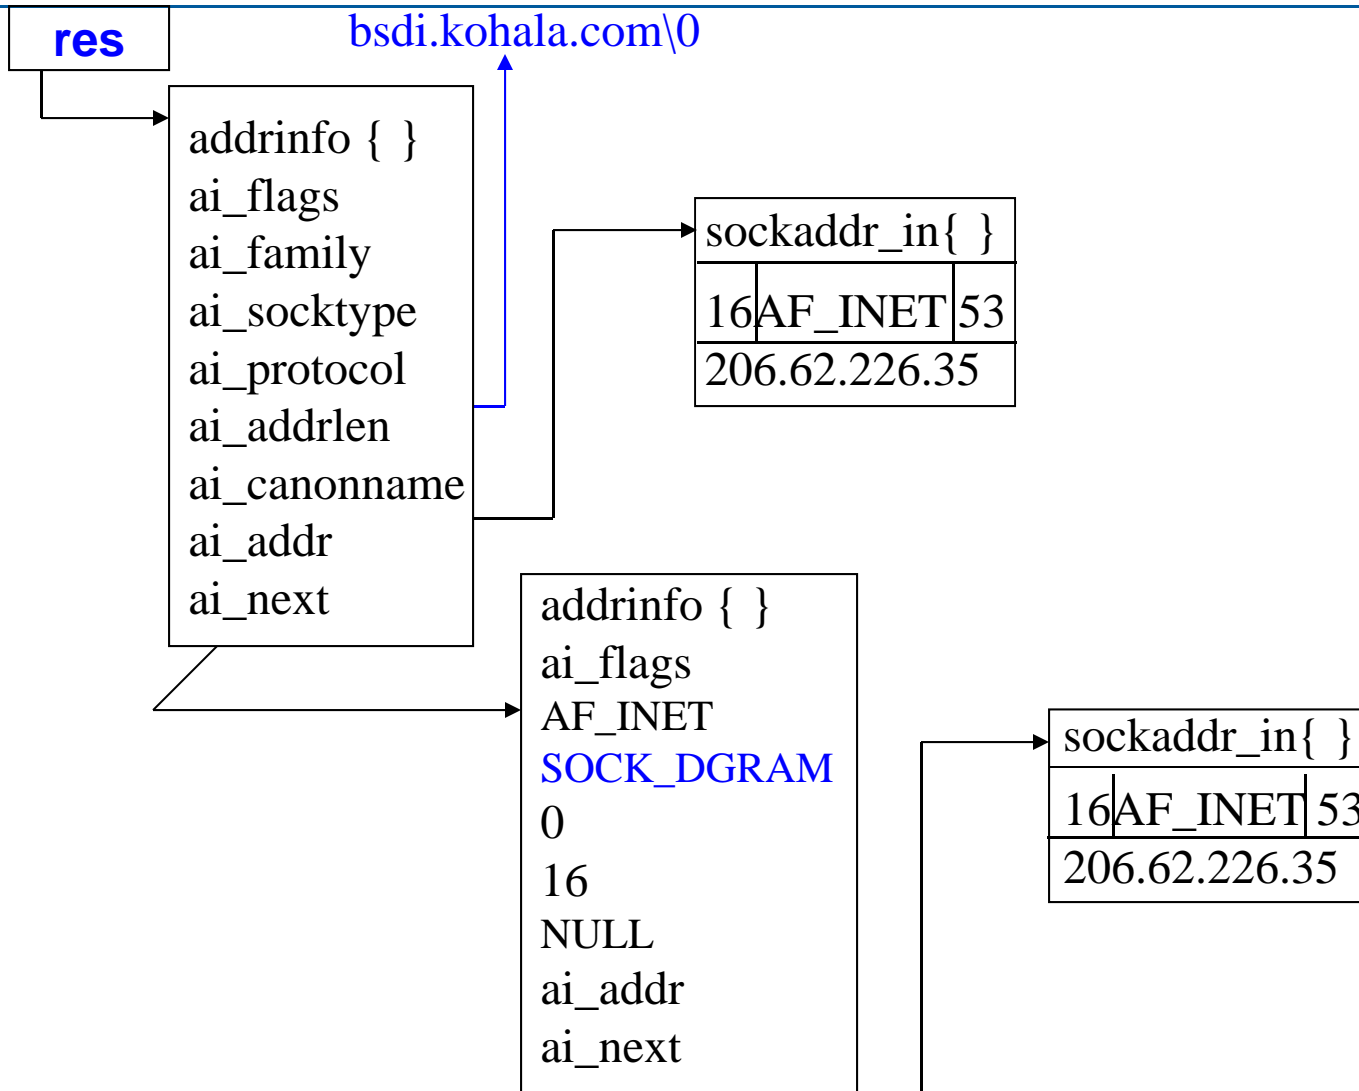 res
bsdi.kohala.com\0
addrinfo { }
ai_flags
ai_family
ai_socktype
ai_protocol
ai_addrlen
ai_canonname
ai_addr
ai_next
sockaddr_in{ }
16 AF_INET 53
206.62.226.35
addrinfo { }
ai_flags
AF_INET
SOCK_DGRAM
0
16
NULL
ai_addr
ai_next
sockaddr_in{ }
16 AF_INET 53
206.62.226.35